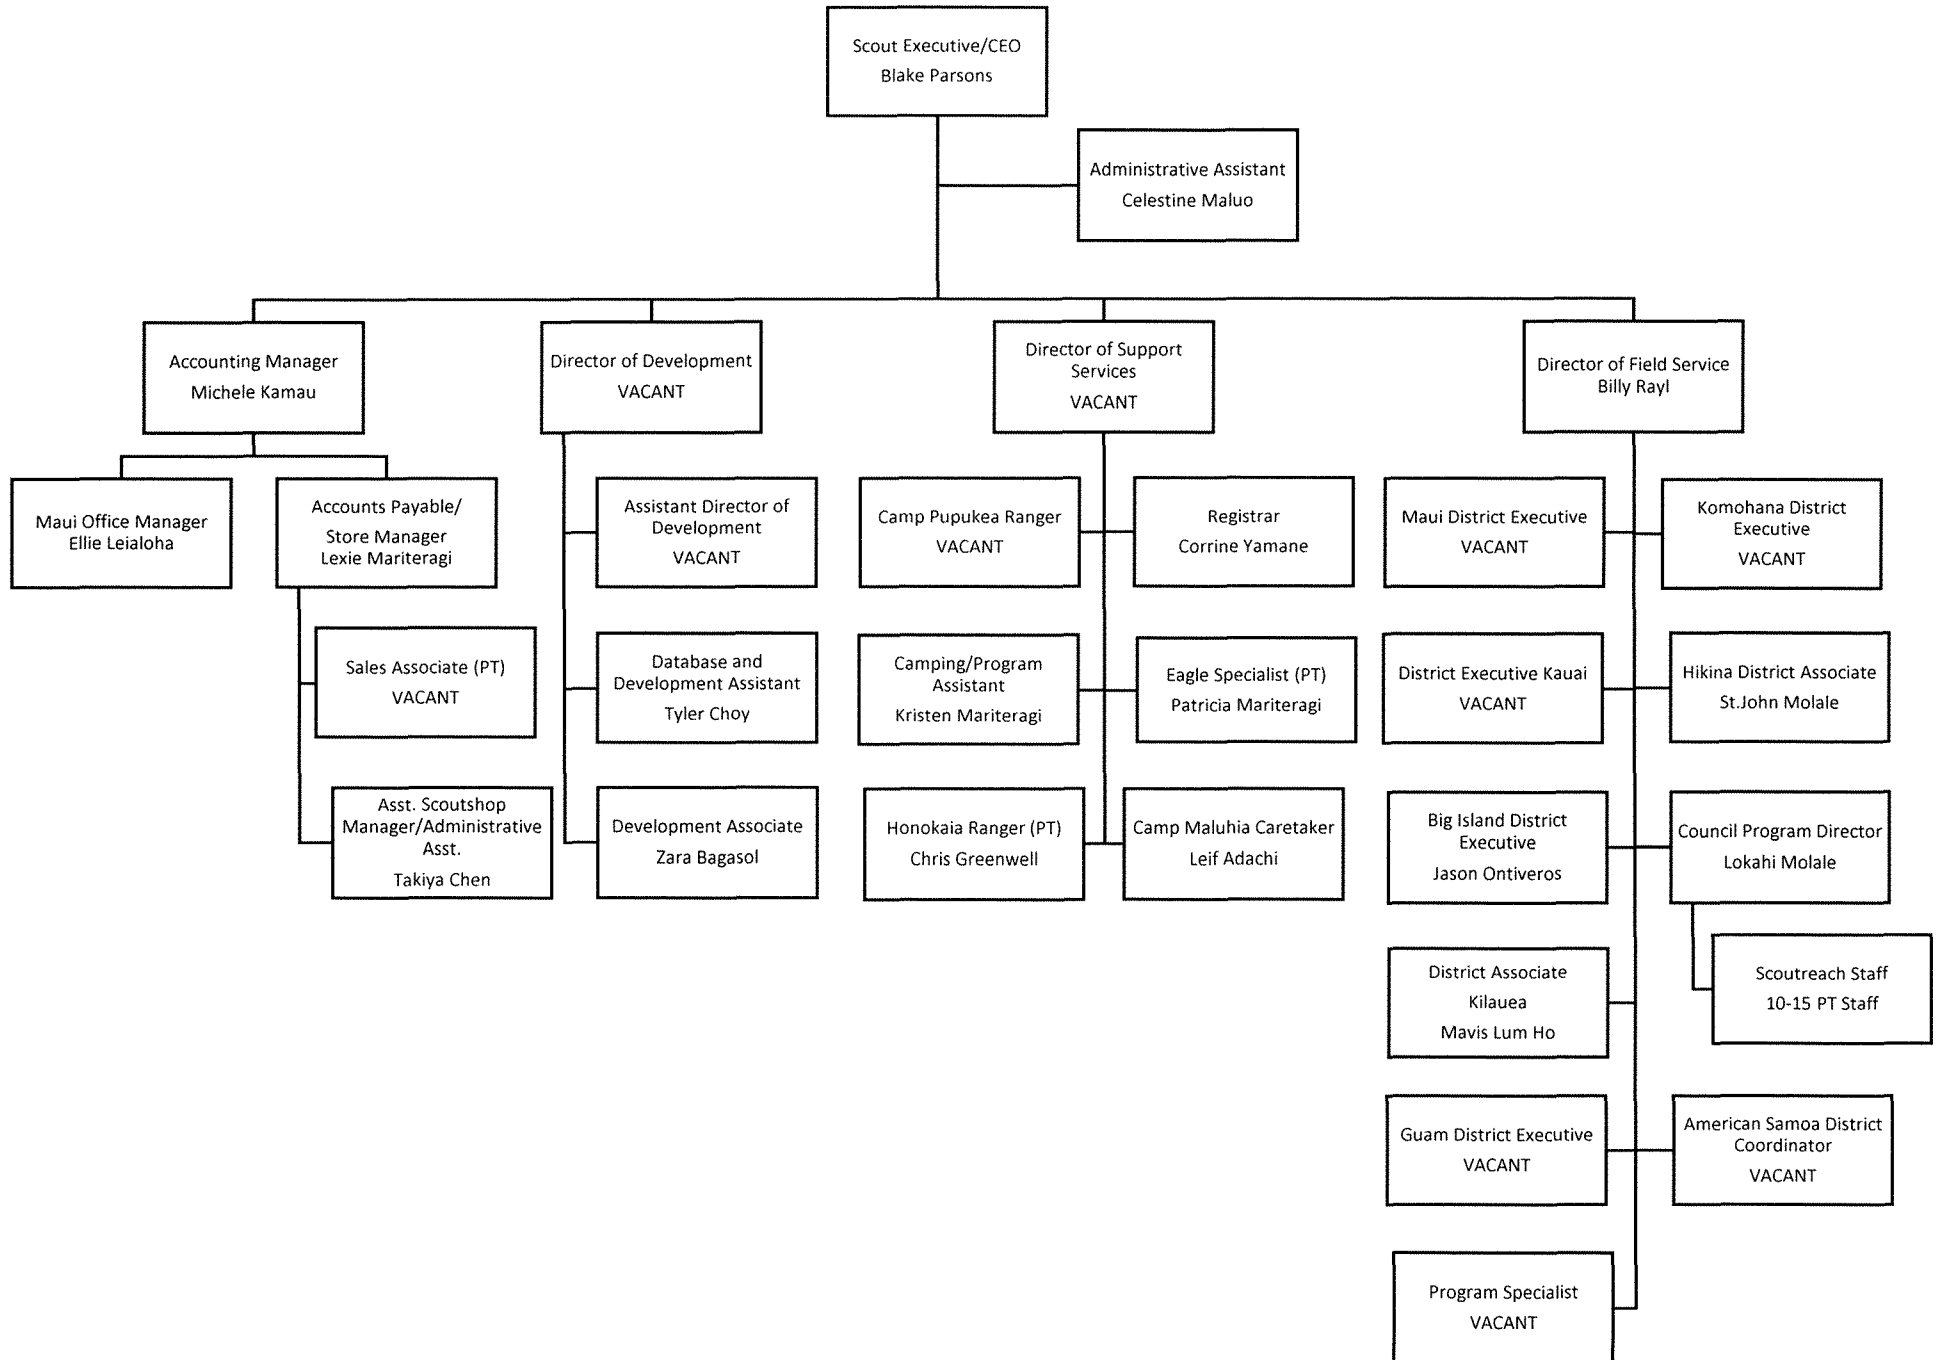 Scout Executive/CEO
Blake Parsons
Administrative Assistant
Celestine Maluo
Accounting Manager
Michele Kamau
Director of Development
VACANT
Director of Support
Services
VACANT
Director of Field Service
Billy Rayl
Maui Office Manager
Ellie Leialoha
Accounts Payable/
Store Manager
Lexie Mariteragi
Assistant Director of
Development
VACANT
Camp Pupukea Ranger
VACANT
Registrar
Corrine Yamane
Maui District Executive
VACANT
Komohana District
Executive
VACANT
Sales Associate (PT)
VACANT
Database and
Development Assistant
Tyler Choy
Camping/Program
Assistant
Kristen Mariteragi
Eagle Specialist (PT)
Patricia Mariteragi
District Executive Kauai
VACANT
Hikina District Associate
St.John Molale
Asst. Scoutshop
Manager/Administrative
Asst.
Takiya Chen
Development Associate
Zara Bagasol
Honokaia Ranger (PT)
Chris Greenwell
Camp Maluhia Caretaker
Leif Adachi
Big Island District
Executive
Jason Ontiveros
Council Program Director
Lokahi Molale
District Associate
Kilauea
Mavis Lum Ho
Scoutreach Staff
10-15 PT Staff
Guam District Executive
VACANT
American Samoa District
Coordinator
VACANT
Program Specialist
VACANT